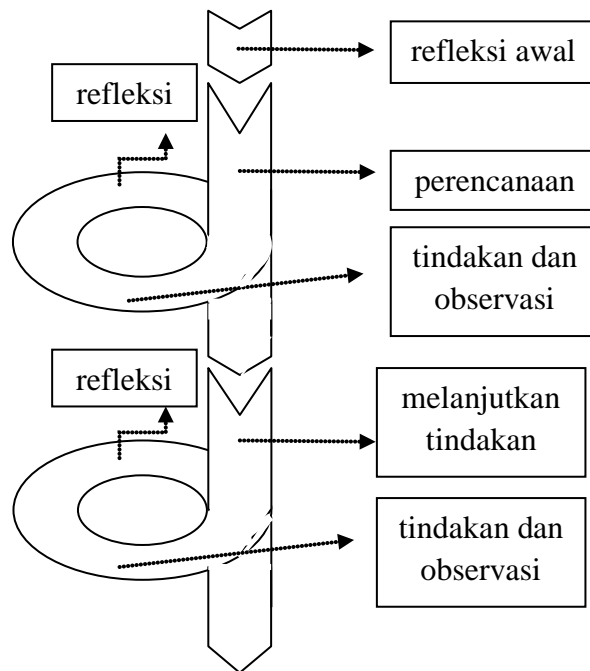 refleksi awal
refleksi
perencanaan
tindakan dan
observasi
refleksi
melanjutkan
tindakan
tindakan dan
observasi